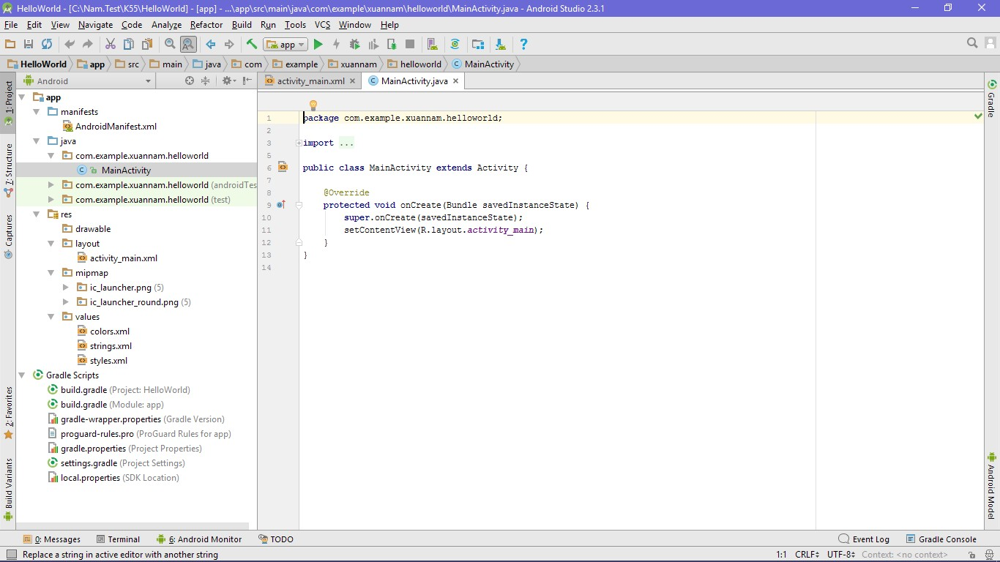 HelloWorld - [C:\Nam.Test\K55\HelloWorld] - [app] - ...\app\src\main\java\com\example\xuannam\helloworld\MainActivity.java - Android Studio 2.3.1
File Edit View Navigate Code Analyze Refactor Build Run Tools VCS Window Help
app
HelloWorld app src main java com example xuannam helloworld MainActivity
1: Project
7: Structure
Captures
2: Favorites
Build Variants
Android
app
manifests
AndroidManifest.xml
java
com.example.xuannam.helloworld
MainActivity
com.example.xuannam.helloworld (androidTes
com.example.xuannam.helloworld (test)
res
drawable
layout
activity_main.xml
mipmap
ic_launcher.png (5)
ic_launcher_round.png (5)
values
colors.xml
strings.xml
styles.xml
Gradle Scripts
build.gradle (Project: HelloWorld)
build.gradle (Module: app)
gradle-wrapper.properties (Gradle Version)
proguard-rules.pro (ProGuard Rules for app)
gradle.properties (Project Properties)
settings.gradle (Project Settings)
local.properties (SDK Location)
activity_main.xml MainActivity.java
1 package com.example.xuannam.helloworld;
2
3 import ...
5
6 public class MainActivity extends Activity {
7
8 @Override
9 protected void onCreate(Bundle savedInstanceState) {
10 super.onCreate(savedInstanceState);
11 setContentView(R.layout.activity_main);
12 }
13 }
14
Gradle
Android Model
0: Messages Terminal 6: Android Monitor TODO Event Log Gradle Console
Replace a string in active editor with another string 1:1 CRLF UTF-8 Context: <no context>